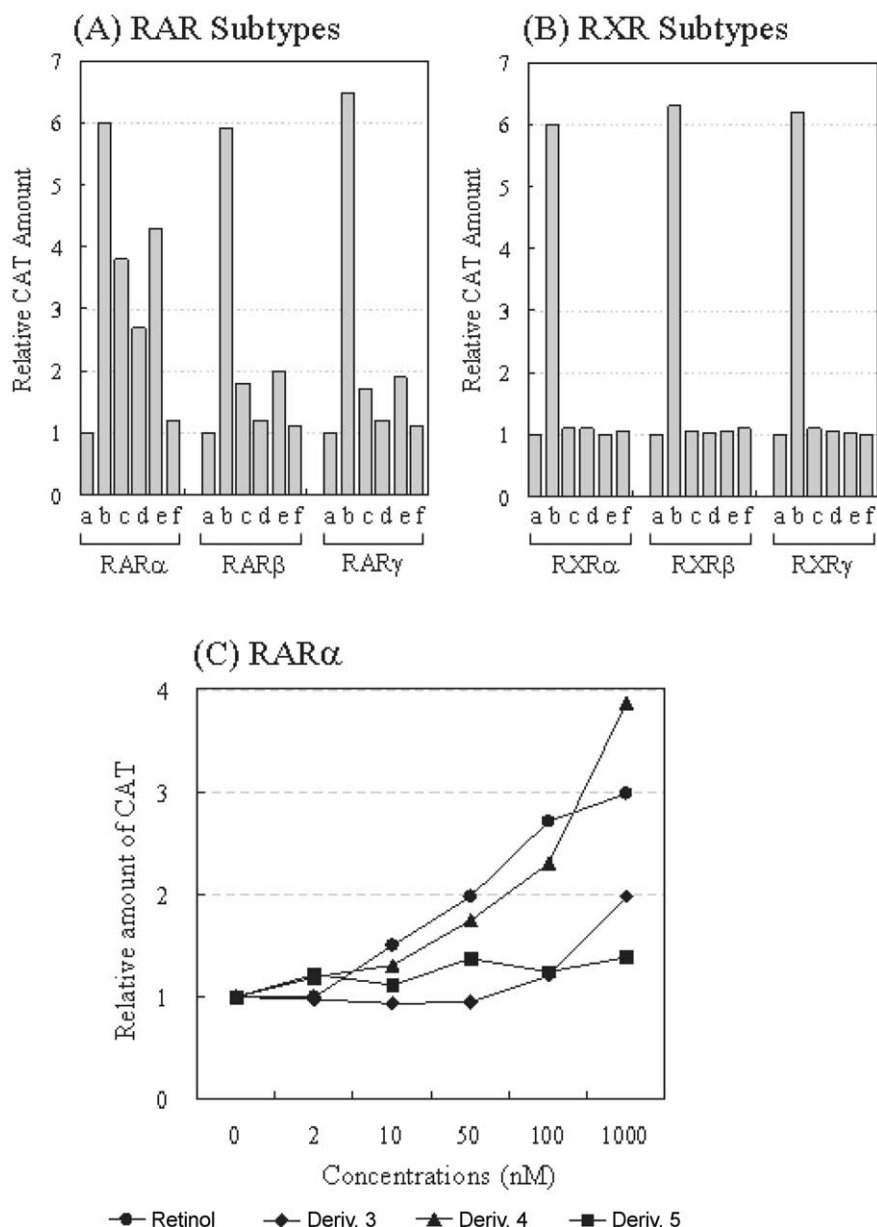 (A) RAR Subtypes
Relative CAT Amount
7
6
5
4
3
2
1
0
a b c d e f a b c d e f a b c d e f
RARα RARβ RARγ
(B) RXR Subtypes
Relative CAT Amount
7
6
5
4
3
2
1
0
a b c d e f a b c d e f a b c d e f
RXRα RXRβ RXRγ
(C) RARα
Relative amount of CAT
4
3
2
1
0
0 2 10 50 100 1000
Concentrations (nM)
Retinol Deriv. 3 Deriv. 4 Deriv. 5